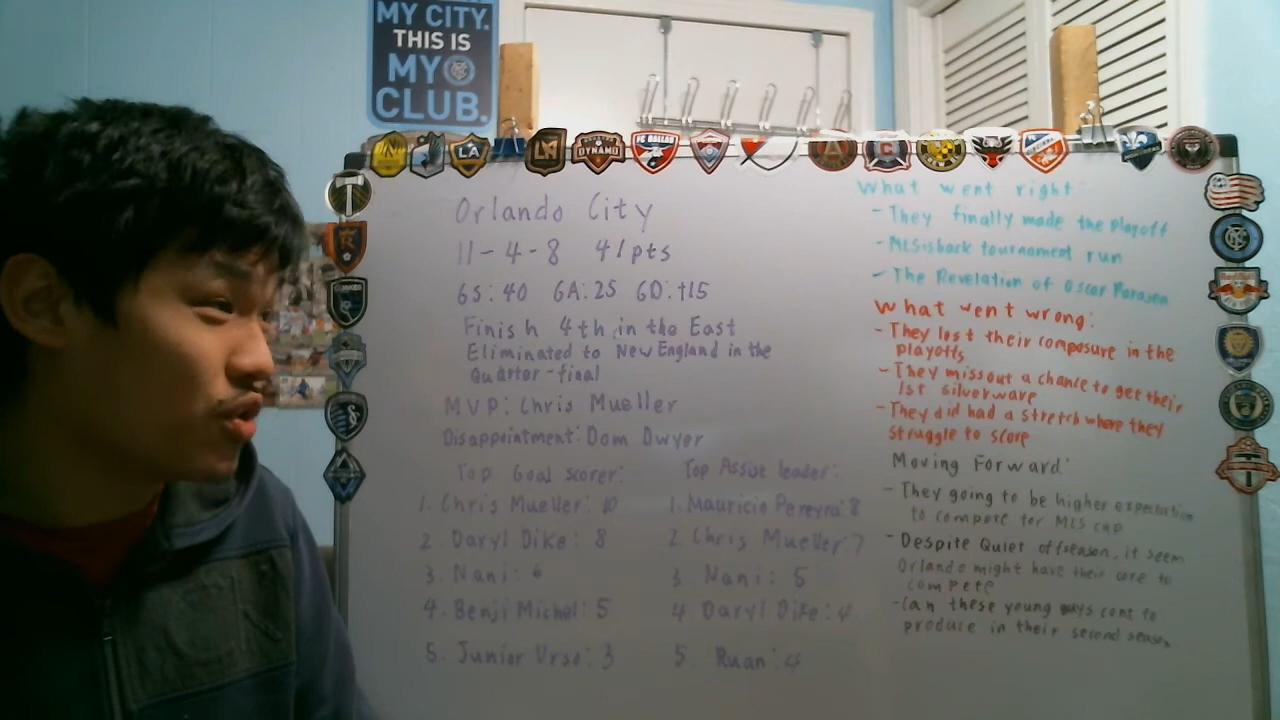 MY CITY.
THIS IS
MY
CLUB.
LA
DYNAMO
FC DALLAS
Orlando City
11-4-8 41pts
GS: 40 GA: 25 GD: +15
Finish 4th in the East
Eliminated to New England in the
Quarter-final
MVP: Chris Mueller
Disappointment: Dom Dwyer
Top Goal scorer:
1. Chris Mueller: 10
2. Daryl Dike: 8
3. Nani: 6
4. Benji Michel: 5
5. Junior Urso: 3
Top Assist leader:
1. Mauricio Pereyra: 8
2 Chris Mueller 7
3 Nani: 5
4 Daryl Dike: 4
5 Ruan: 4
What went right:
- They finally made the playoff
- MLSisback tournament run
- The Revelation of Oscar Pareja
What went wrong:
- They lost their composure in the
playoffs
- They miss out a chance to get their
1st silverware
- They did had a stretch where they
struggle to score
Moving Forward:
- They going to be higher expectation
to compete for MLS CUP
- Despite Quiet offseason, it seem
Orlando might have their core to
compete
- Can these young guys cont to
produce in their second season